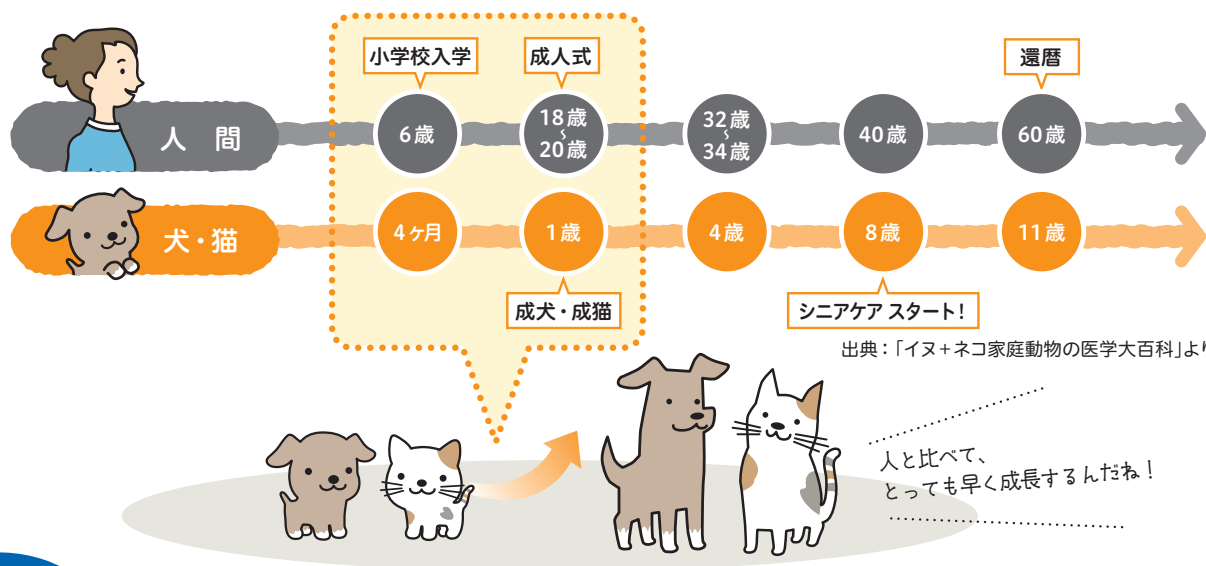 小学校入学
成人式
還暦
人間
6歳
18歳
〜
20歳
32歳
〜
34歳
40歳
60歳
犬・猫
4ヶ月
1歳
4歳
8歳
11歳
成犬・成猫
シニアケア スタート！
出典：「イヌ＋ネコ家庭動物の医学大百科」より
人と比べて、
とっても早く成長するんだね！